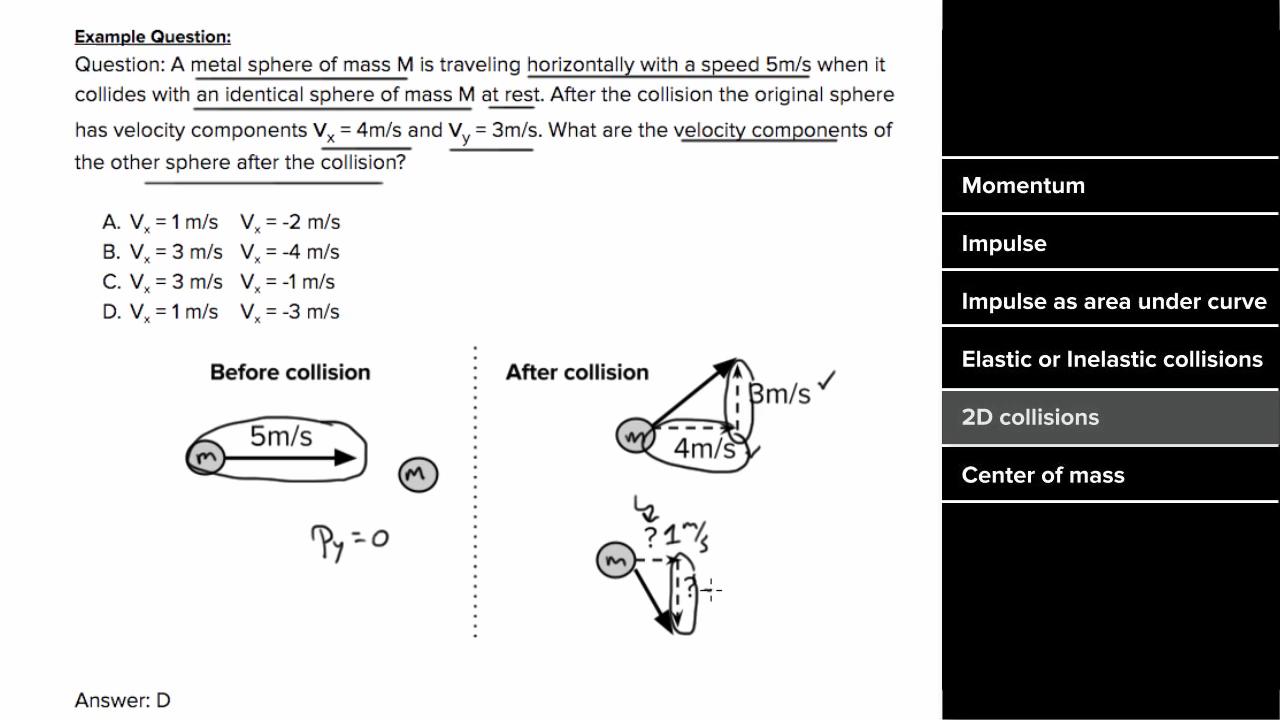 Example Question:
Question: A metal sphere of mass M is traveling horizontally with a speed 5m/s when it
collides with an identical sphere of mass M at rest. After the collision the original sphere
has velocity components Vx = 4m/s and Vy = 3m/s. What are the velocity components of
the other sphere after the collision?
A. Vx = 1 m/s Vx = -2 m/s
B. Vx = 3 m/s Vx = -4 m/s
C. Vx = 3 m/s Vx = -1 m/s
D. Vx = 1 m/s Vx = -3 m/s
Before collision
After collision
5m/s
m
m
Py = 0
3m/s
m
4m/s
? 1 m/s
m
? -
Answer: D
Momentum
Impulse
Impulse as area under curve
Elastic or Inelastic collisions
2D collisions
Center of mass